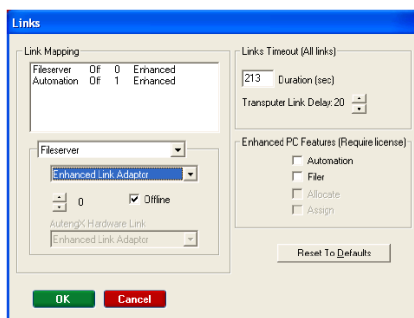 Links
Link Mapping
Fileserver Off 0 Enhanced
Automation Off 1 Enhanced
Fileserver
Enhanced Link Adaptor
0 Offline
AutengX Hardware Link
Enhanced Link Adaptor
Links Timeout (All links)
213 Duration (sec)
Transputer Link Delay: 20
Enhanced PC Features (Require license)
Automation
Filer
Allocate
Assign
Reset To Defaults
OK Cancel